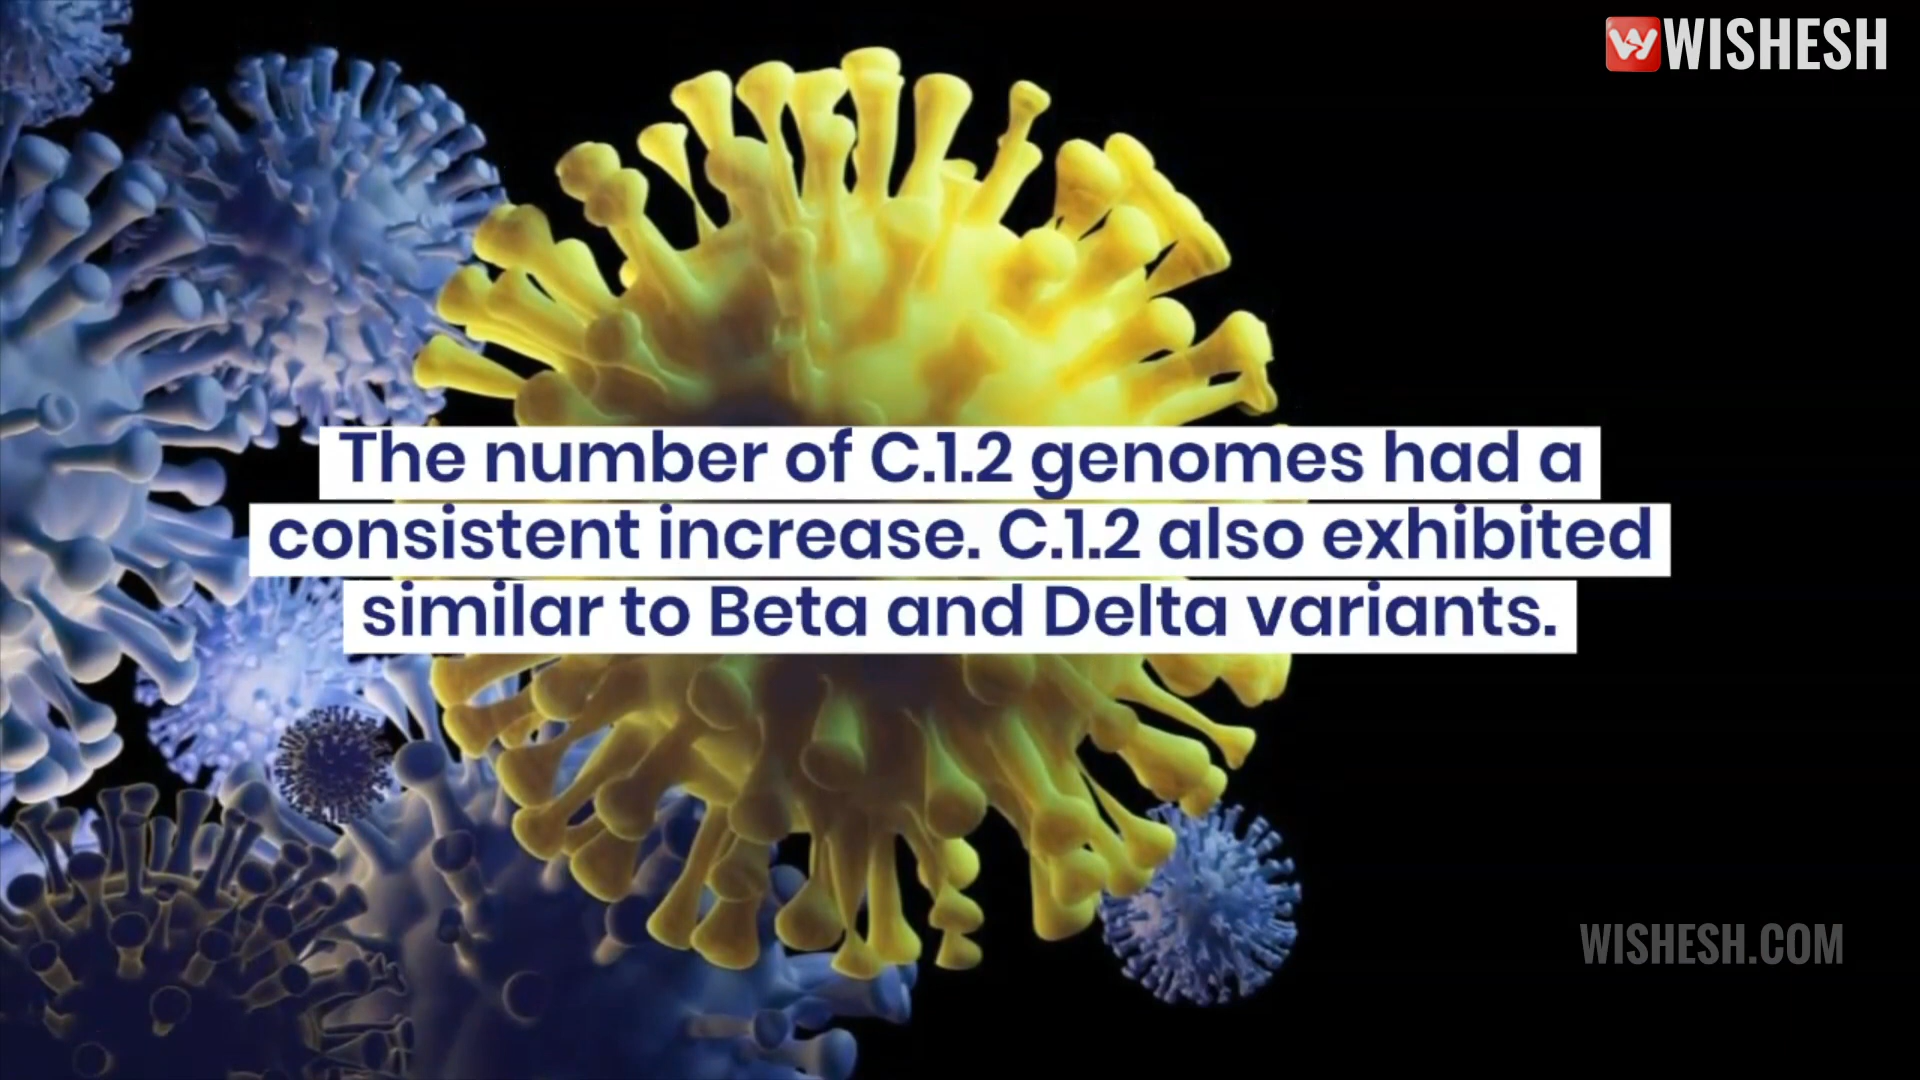 WISHESH
The number of C.1.2 genomes had a
consistent increase. C.1.2 also exhibited
similar to Beta and Delta variants.
WISHESH.COM